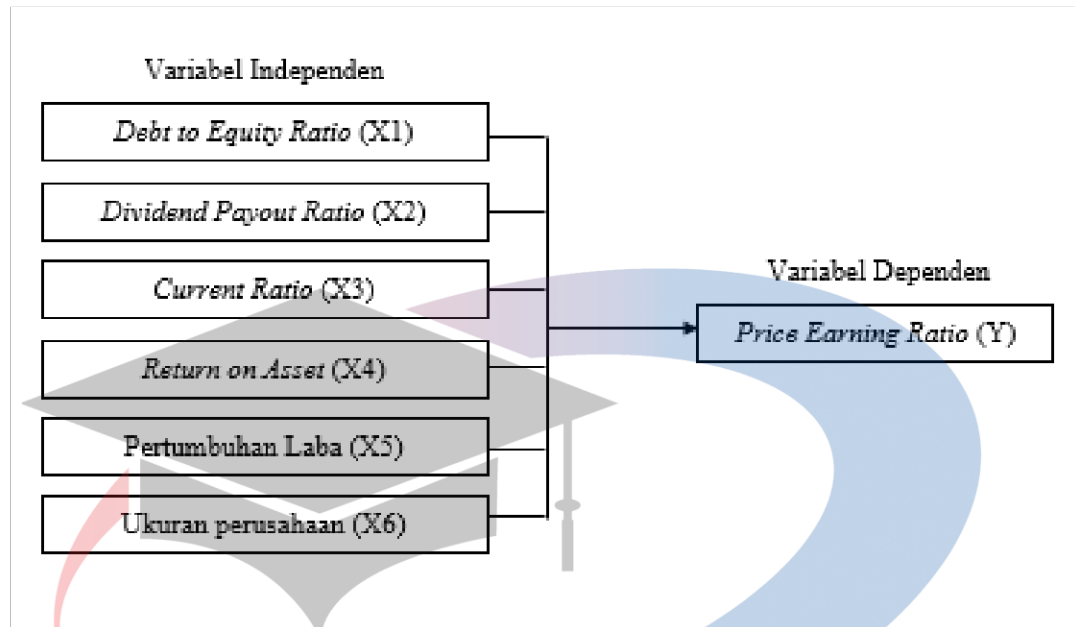 Variabel Independen
Debt to Equity Ratio (X1)
Dividend Payout Ratio (X2)
Current Ratio (X3)
Return on Asset (X4)
Pertumbuhan Laba (X5)
Ukuran perusahaan (X6)
Variabel Dependen
Price Earning Ratio (Y)